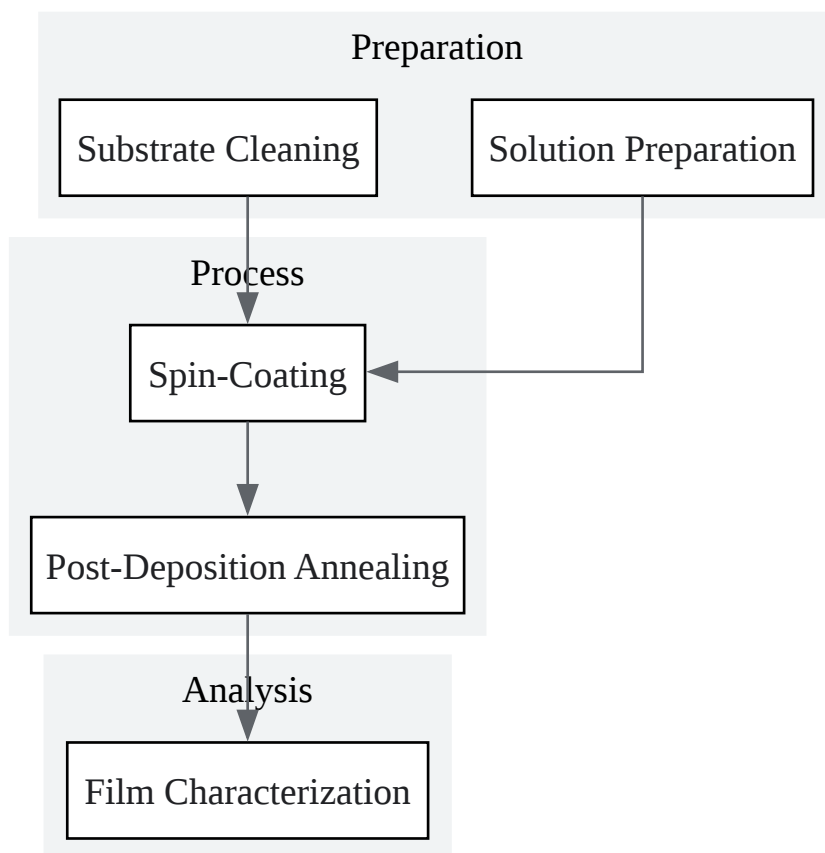 Preparation
Substrate Cleaning
Solution Preparation
Process
Spin-Coating
Post-Deposition Annealing
Analysis
Film Characterization